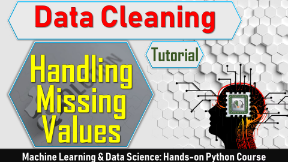 Data Cleaning
Tutorial
Handling
Missing
Values
Machine Learning & Data Science: Hands-on Python Course